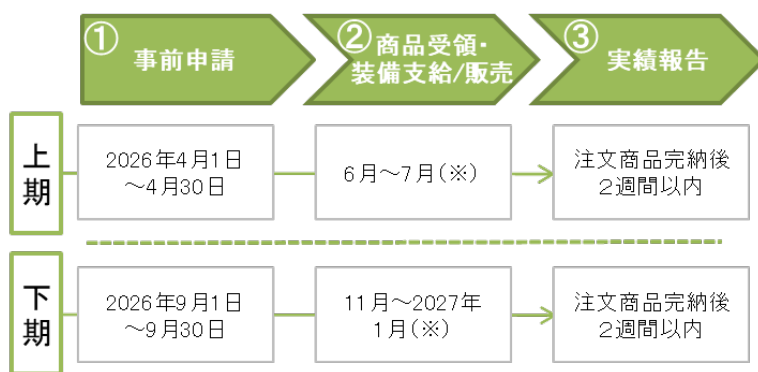 ①
事前申請
②商品受領・
装備支給/販売
③
実績報告
上期
2026年4月1日
～4月30日
6月～7月(※)
注文商品完納後
2週間以内
下期
2026年9月1日
～9月30日
11月～2027年
1月(※)
注文商品完納後
2週間以内